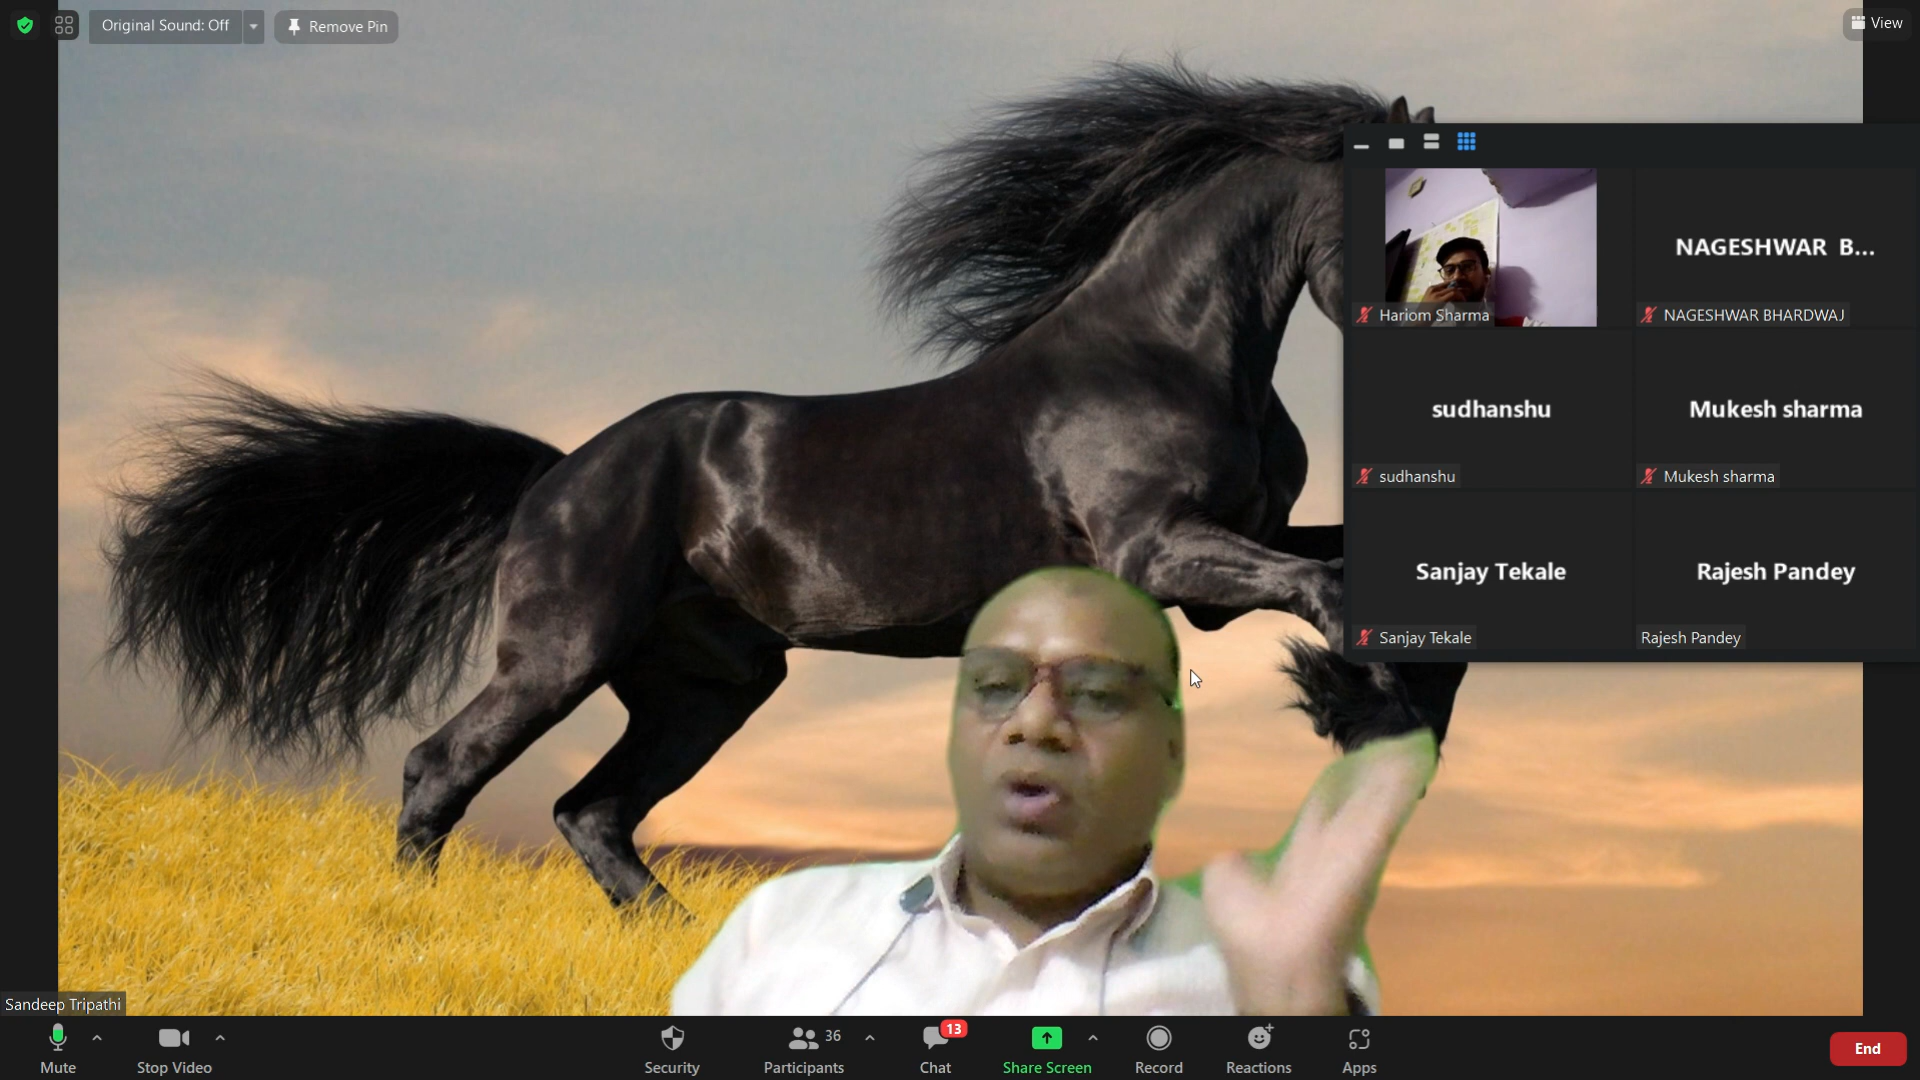 Original Sound: Off
Remove Pin
View
NAGESHWAR B...
Hariom Sharma
NAGESHWAR BHARDWAJ
sudhanshu
Mukesh sharma
sudhanshu
Mukesh sharma
Sanjay Tekale
Rajesh Pandey
Sanjay Tekale
Rajesh Pandey
Sandeep Tripathi
36
13
Mute
Stop Video
Security
Participants
Chat
Share Screen
Record
Reactions
Apps
End